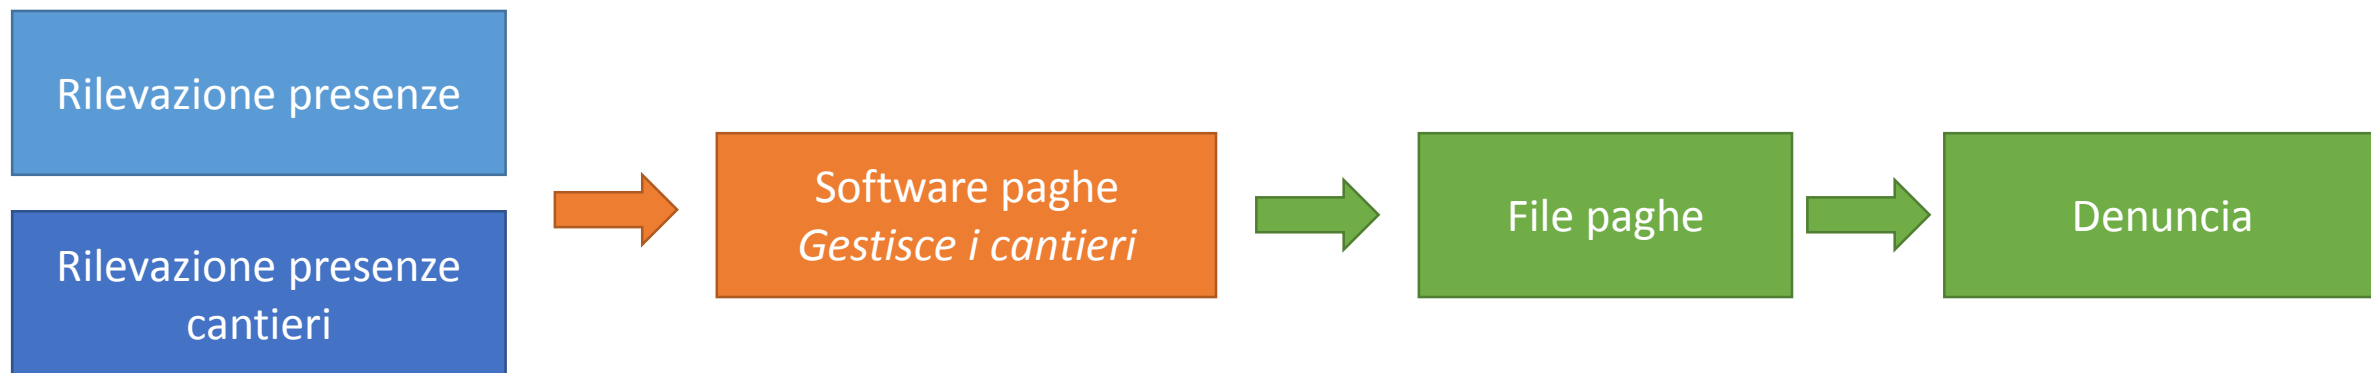 Rilevazione presenze
Rilevazione presenze
cantieri
Software paghe
Gestisce i cantieri
File paghe
Denuncia